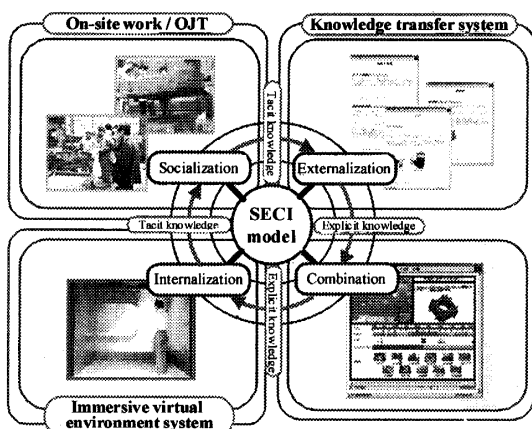 On-site work / OJT
Knowledge transfer system
Tacit knowledge
Socialization
Externalization
Tacit knowledge
SECI
model
Explicit knowledge
Internalization
Combination
Explicit knowledge
Immersive virtual
environment system